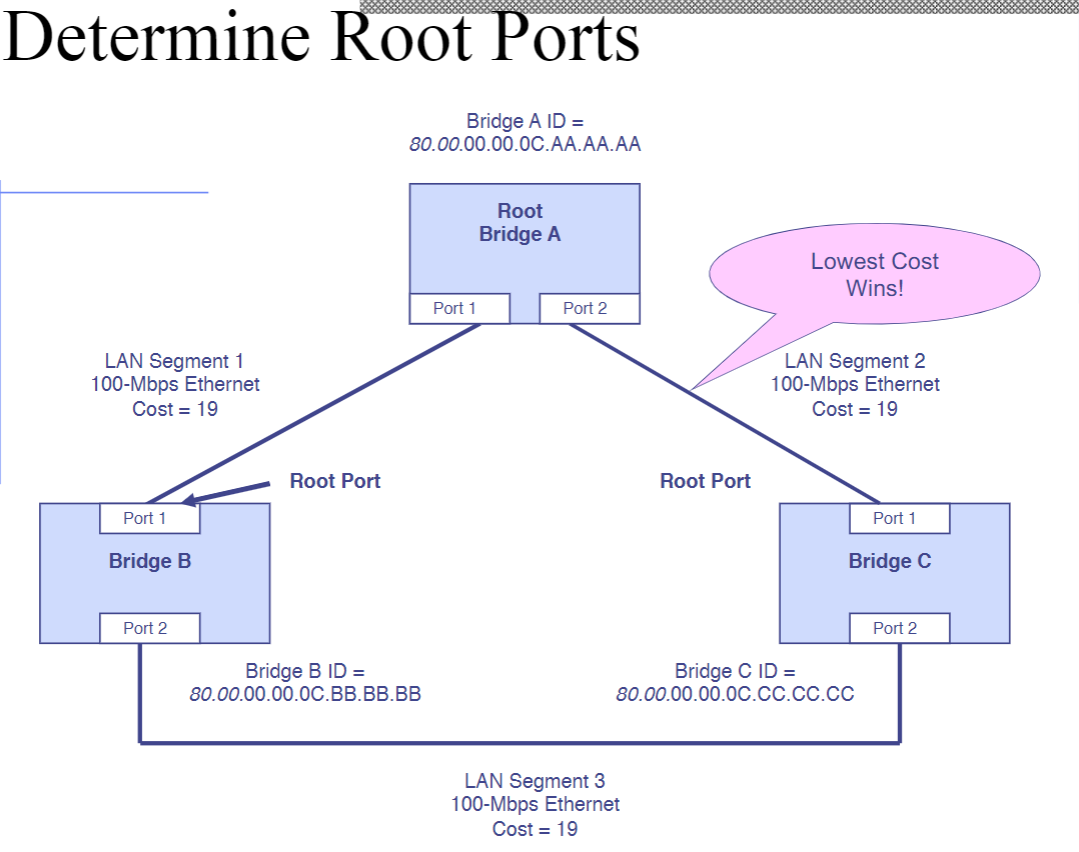 Determine Root Ports
Bridge A ID =
80.00.00.00.0C.AA.AA.AA
Root
Bridge A
Port 1
Port 2
Lowest Cost
Wins!
LAN Segment 1
100-Mbps Ethernet
Cost = 19
LAN Segment 2
100-Mbps Ethernet
Cost = 19
Root Port
Root Port
Port 1
Bridge B
Port 2
Port 1
Bridge C
Port 2
Bridge B ID =
80.00.00.00.0C.BB.BB.BB
Bridge C ID =
80.00.00.00.0C.CC.CC.CC
LAN Segment 3
100-Mbps Ethernet
Cost = 19